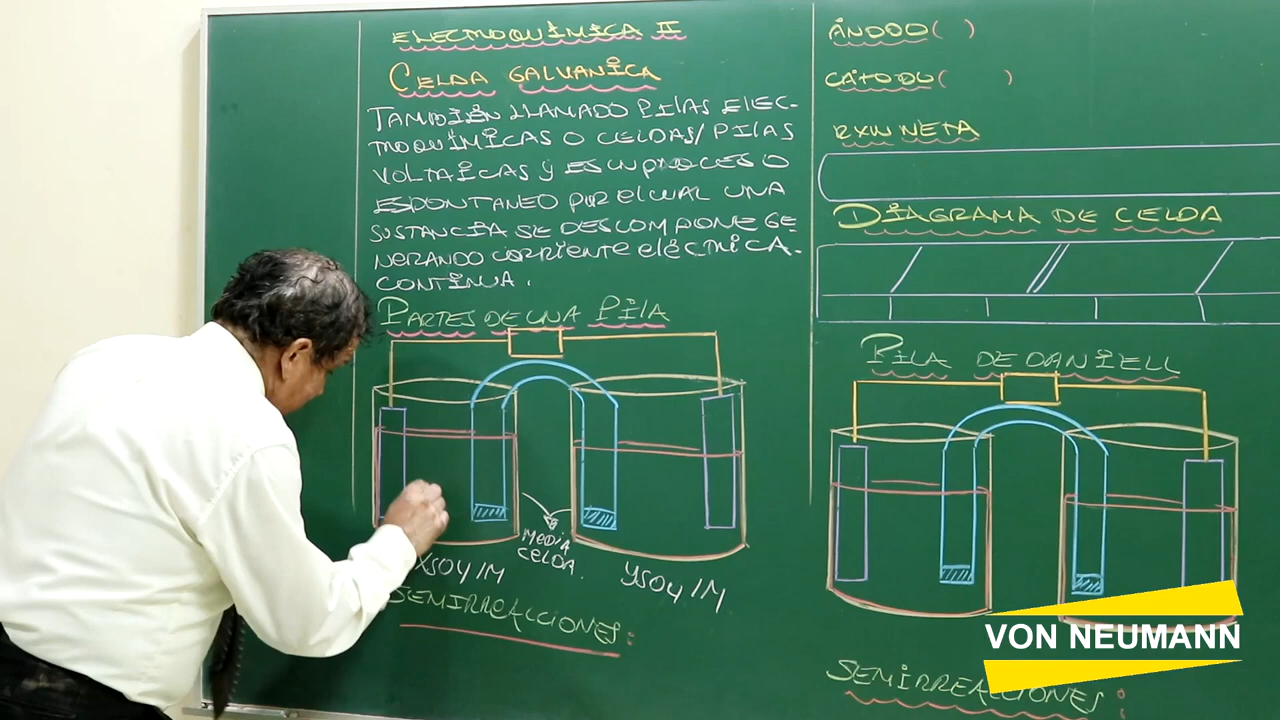 ELECTROQUÍMICA II
CELDA GALVANICA
TAMBIÉN LLAMADO PILAS ELEC-
TROQUÍMICAS O CELDAS/PILAS
VOLTAICAS Y ES UN PROCESO
ESPONTANEO POR EL CUAL UNA
SUSTANCIA SE DESCOMPONE GE-
NERANDO CORRIENTE ELÉCTRICA
CONTINUA.
PARTES DE UNA PILA
MEDIA
CELDA.
XSO4 1M
YSO4 1M
SEMIRREACCIONES:
ÁNODO( )
CÁTODO( )
RXN NETA
DIAGRAMA DE CELDA
PILA DE DANIELL
SEMIRREACCIONES:
VON NEUMANN